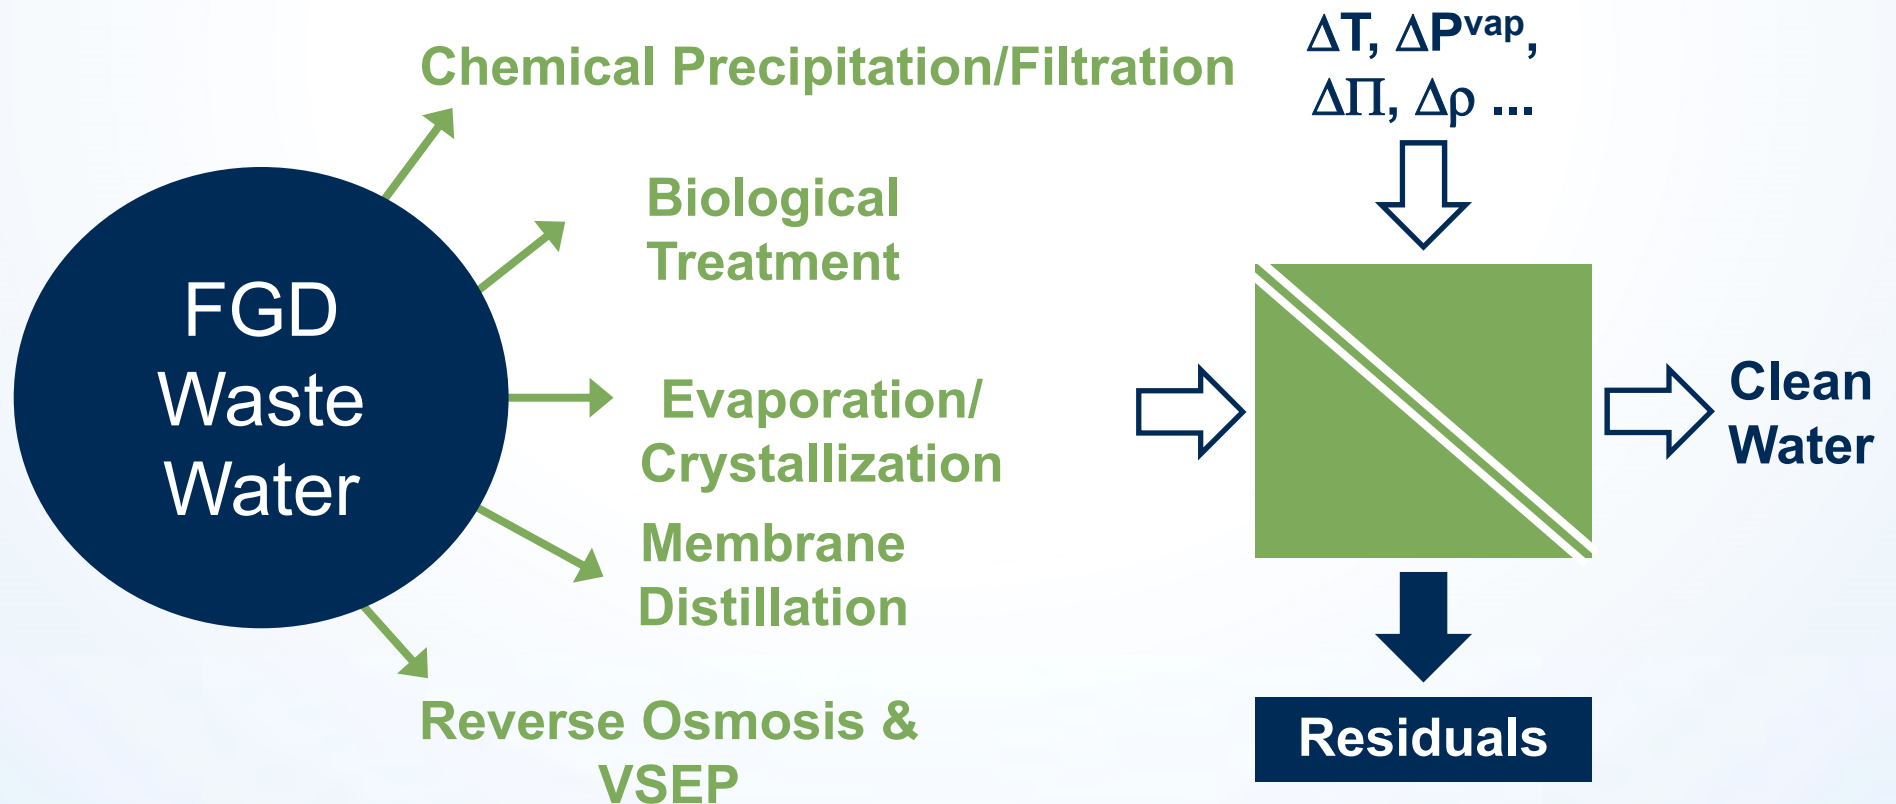 FGD
Waste
Water
Chemical Precipitation/Filtration
Biological
Treatment
Evaporation/
Crystallization
Membrane
Distillation
Reverse Osmosis &
VSEP
ΔT, ΔPᵛᵃᵖ,
ΔΠ, Δρ ...
Clean
Water
Residuals